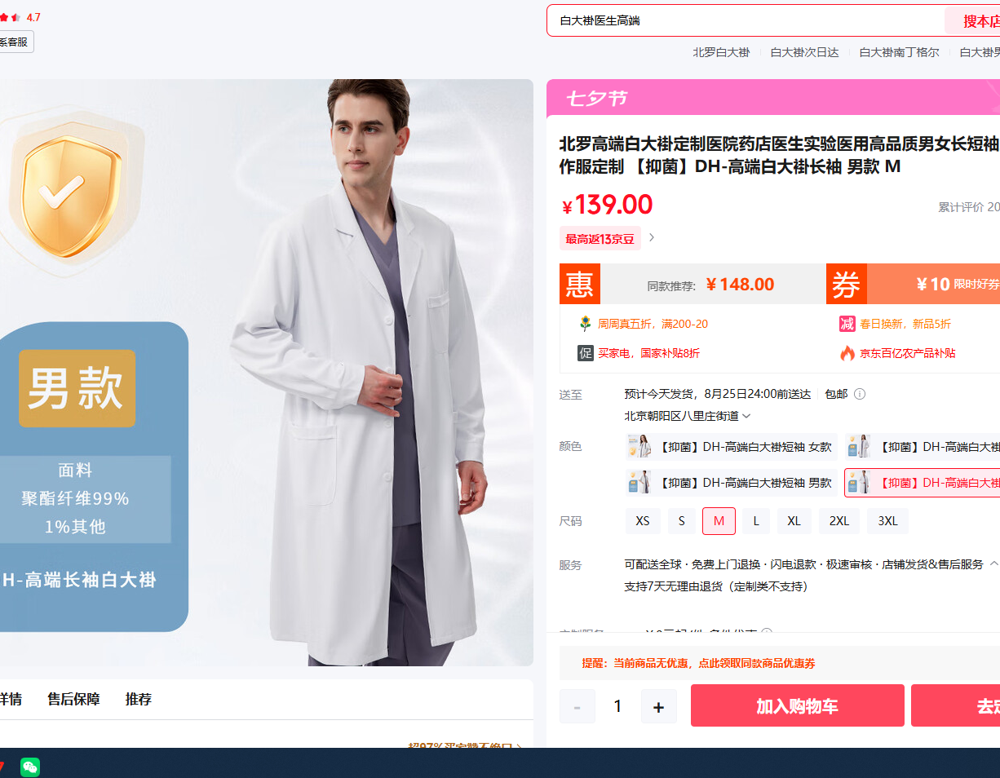 4.7
系客服
白大褂医生高端
搜本店
北罗白大褂
白大褂次日达
白大褂南丁格尔
白大褂男
男款
面料
聚酯纤维99%
1%其他
H-高端长袖白大褂
七夕节
北罗高端白大褂定制医院药店医生实验医用高品质男女长短袖
作服定制 【抑菌】DH-高端白大褂长袖 男款 M
¥139.00
累计评价 20
最高返13京豆
惠
同款推荐: ¥148.00
券
¥10 限时好券
周周真五折，满200-20
减 春日换新，新品5折
促 买家电，国家补贴8折
京东百亿农产品补贴
送至
预计今天发货，8月25日24:00前送达
包邮
北京朝阳区八里庄街道
颜色
【抑菌】DH-高端白大褂短袖 女款
【抑菌】DH-高端白大褂
【抑菌】DH-高端白大褂短袖 男款
【抑菌】DH-高端白大褂
尺码
XS
S
M
L
XL
2XL
3XL
服务
可配送全球 · 免费上门退换 · 闪电退款 · 极速审核 · 店铺发货&售后服务
支持7天无理由退货（定制类不支持）
提醒：当前商品无优惠，点此领取同款商品优惠券
- 1 +
加入购物车
去定
详情
售后保障
推荐
超97%买家赞不绝口